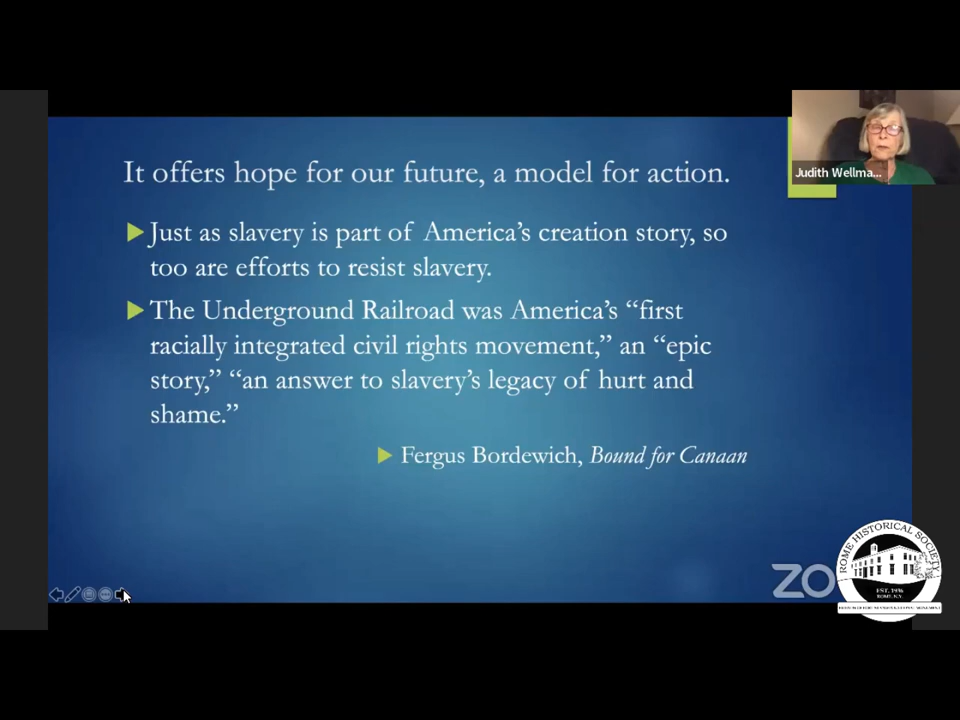 It offers hope for our future, a model for action.
Just as slavery is part of America's creation story, so
too are efforts to resist slavery.
The Underground Railroad was America's “first
racially integrated civil rights movement,” an “epic
story,” “an answer to slavery's legacy of hurt and
shame.”
Fergus Bordewich, Bound for Canaan
Judith Wellma...
ZO
ROME HISTORICAL SOCIETY
EST. 1936
ROME, N.Y.